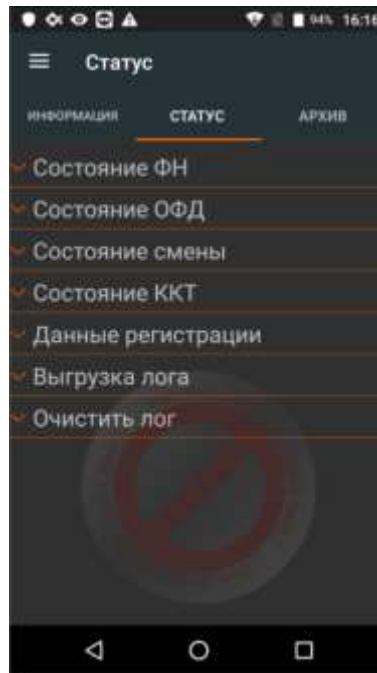 94% 16:16
Статус
ИНФОРМАЦИЯ СТАТУС АРХИВ
Состояние ФН
Состояние ОФД
Состояние смены
Состояние ККТ
Данные регистрации
Выгрузка лога
Очистить лог